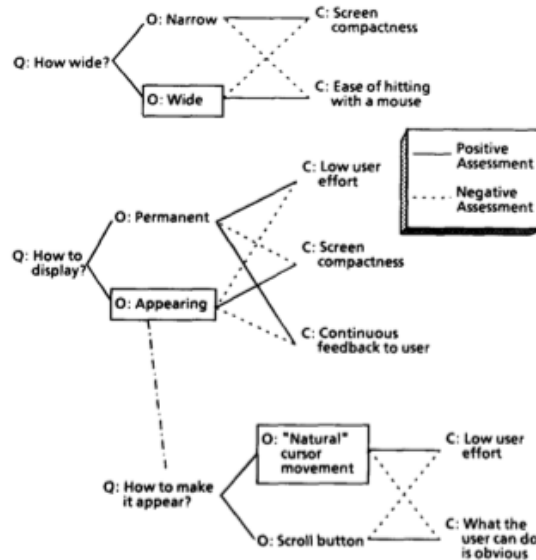 O: Narrow
C: Screen
compactness
Q: How wide?
O: Wide
C: Ease of hitting
with a mouse
Positive
Assessment
Negative
Assessment
C: Low user
effort
O: Permanent
Q: How to
display?
C: Screen
compactness
O: Appearing
C: Continuous
feedback to user
O: "Natural"
cursor
movement
C: Low user
effort
Q: How to make
it appear?
O: Scroll button
C: What the
user can do
is obvious